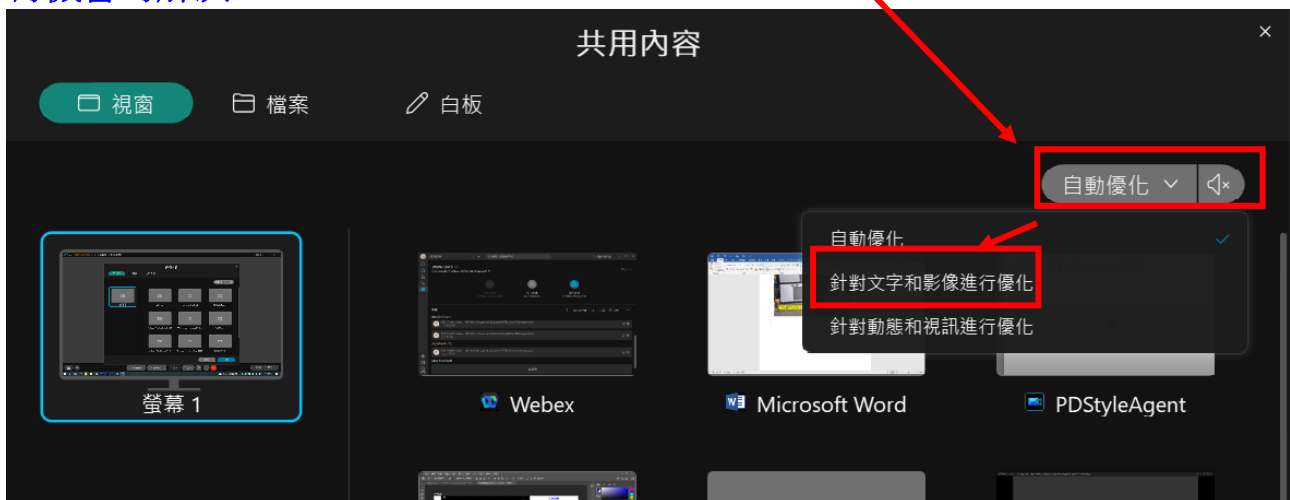 共用內容
視窗
檔案
白板
自動優化
自動優化
針對文字和影像進行優化
針對動態和視訊進行優化
螢幕 1
Webex
Microsoft Word
PDStyleAgent